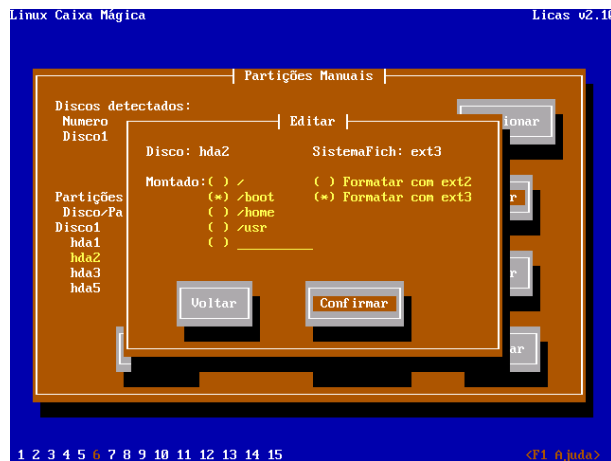 Linux Caixa Mágica Licas v2.10
Partições Manuais
Discos detectados:
Numero
Disco1
Editar
Disco: hda2 SistemaFich: ext3
Montado:( ) / ( ) Formatar com ext2
(*) /boot (*) Formatar com ext3
( ) /home
( ) /usr
( )
Partições
Disco/Pa
Disco1
hda1
hda2
hda3
hda5
Voltar Confirmar
ionar
r
r
ar
1 2 3 4 5 6 7 8 9 10 11 12 13 14 15 <F1 Ajuda>